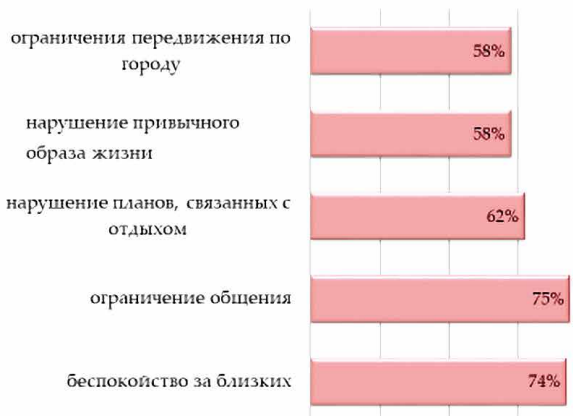 ограничения передвижения по
городу
58%
нарушение привычного
образа жизни
58%
нарушение планов, связанных с
отдыхом
62%
ограничение общения
75%
беспокойство за близких
74%